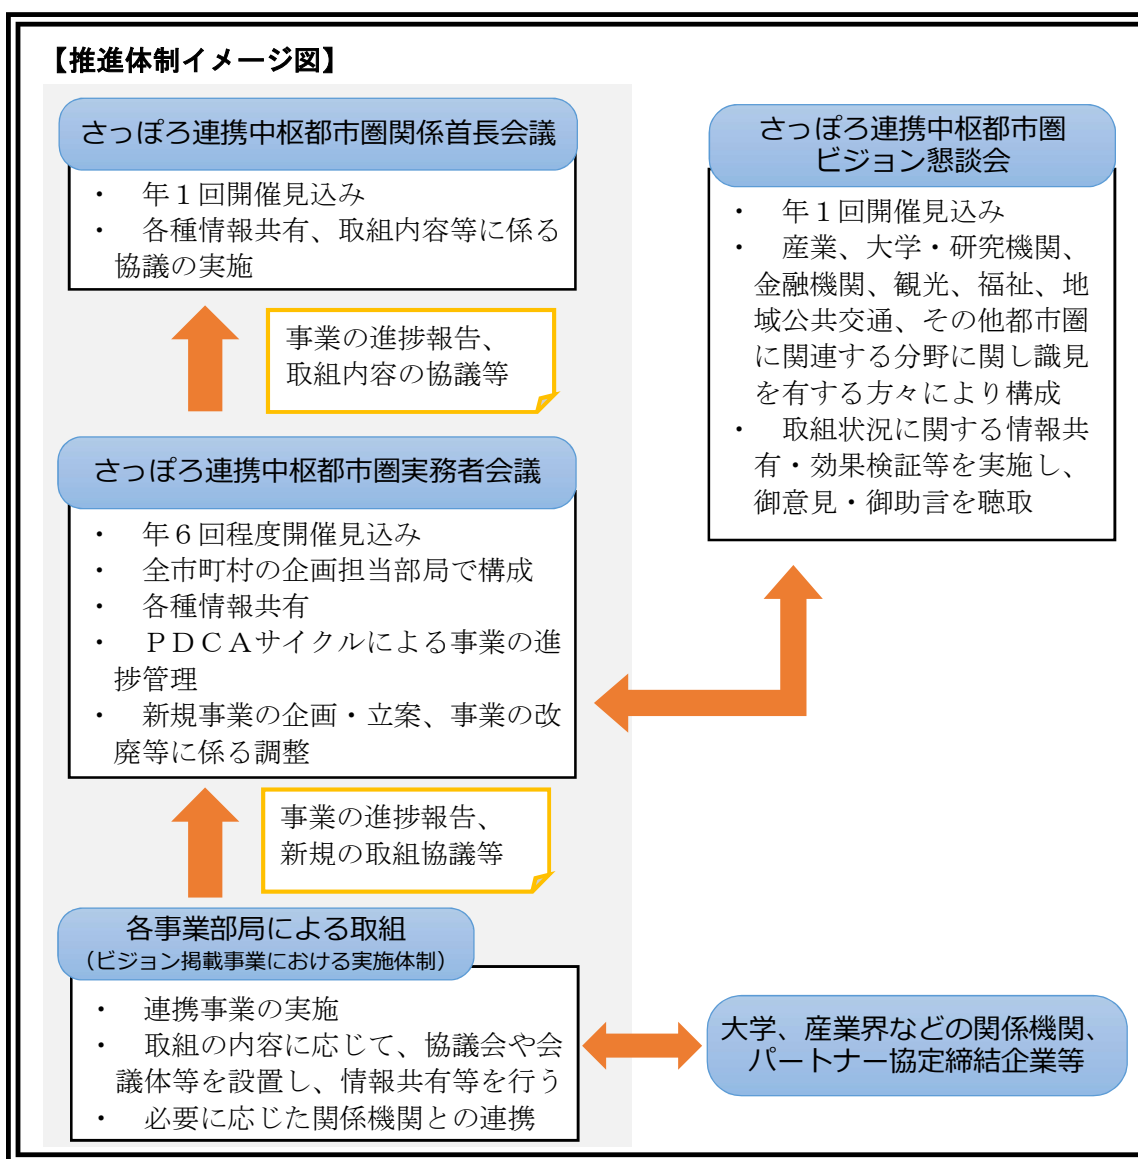 【推進体制イメージ図】
さっぽろ連携中枢都市圏関係首長会議
・　年１回開催見込み
・　各種情報共有、取組内容等に係る
協議の実施
事業の進捗報告、
取組内容の協議等
さっぽろ連携中枢都市圏実務者会議
・　年６回程度開催見込み
・　全市町村の企画担当部局で構成
・　各種情報共有
・　ＰＤＣＡサイクルによる事業の進
捗管理
・　新規事業の企画・立案、事業の改
廃等に係る調整
事業の進捗報告、
新規の取組協議等
各事業部局による取組
（ビジョン掲載事業における実施体制）
・　連携事業の実施
・　取組の内容に応じて、協議会や会
議体等を設置し、情報共有等を行う
・　必要に応じた関係機関との連携
さっぽろ連携中枢都市圏
ビジョン懇談会
・　年１回開催見込み
・　産業、大学・研究機関、
金融機関、観光、福祉、地
域公共交通、その他都市圏
に関連する分野に関し識見
を有する方々により構成
・　取組状況に関する情報共
有・効果検証等を実施し、
御意見・御助言を聴取
大学、産業界などの関係機関、
パートナー協定締結企業等